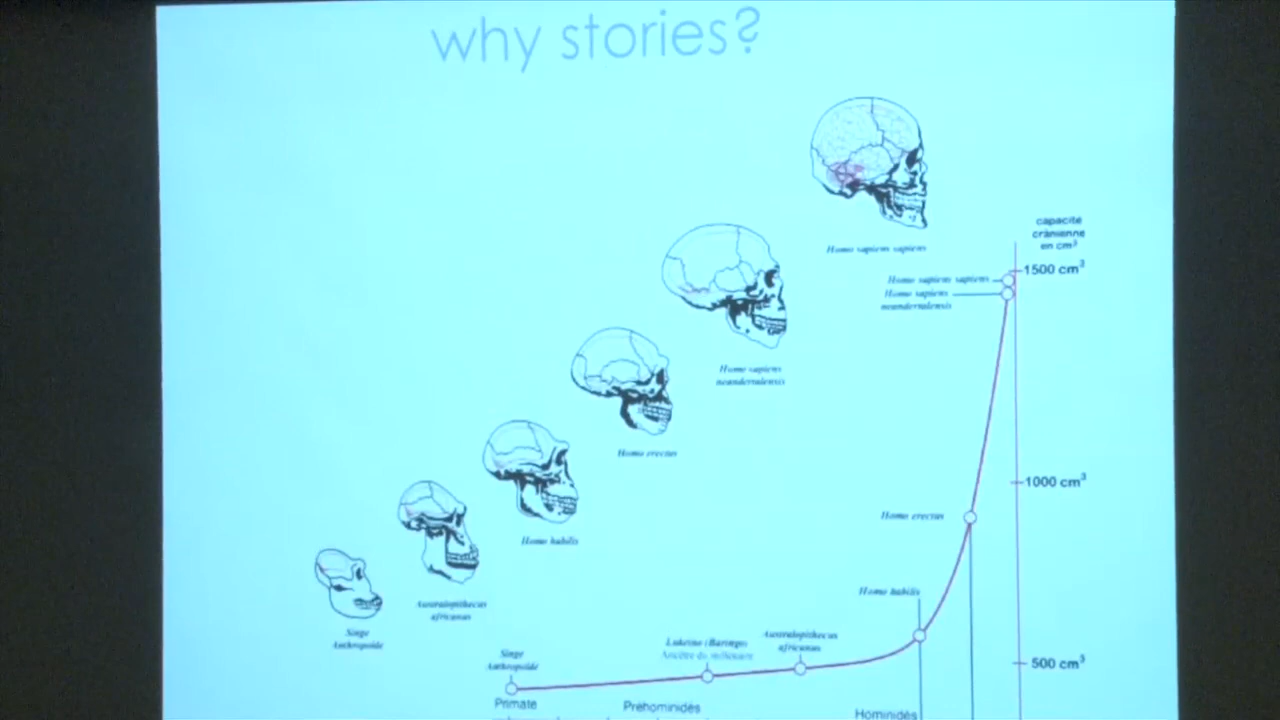 why stories?
Homo sapiens sapiens
capacité
crânienne
en cm³
1500 cm³
Homo sapiens sapiens
Homo sapiens
neandertalensis
Homo sapiens
neandertalensis
Homo erectus
1000 cm³
Homo erectus
Homo habilis
Homo habilis
Australopithecus
africanus
Singe
Anthropoïde
Lukeino (Baringo)
Ancêtre du millénaire
Australopithecus
africanus
Singe
Anthropoïde
500 cm³
Primate
Préhominidés
Hominidés